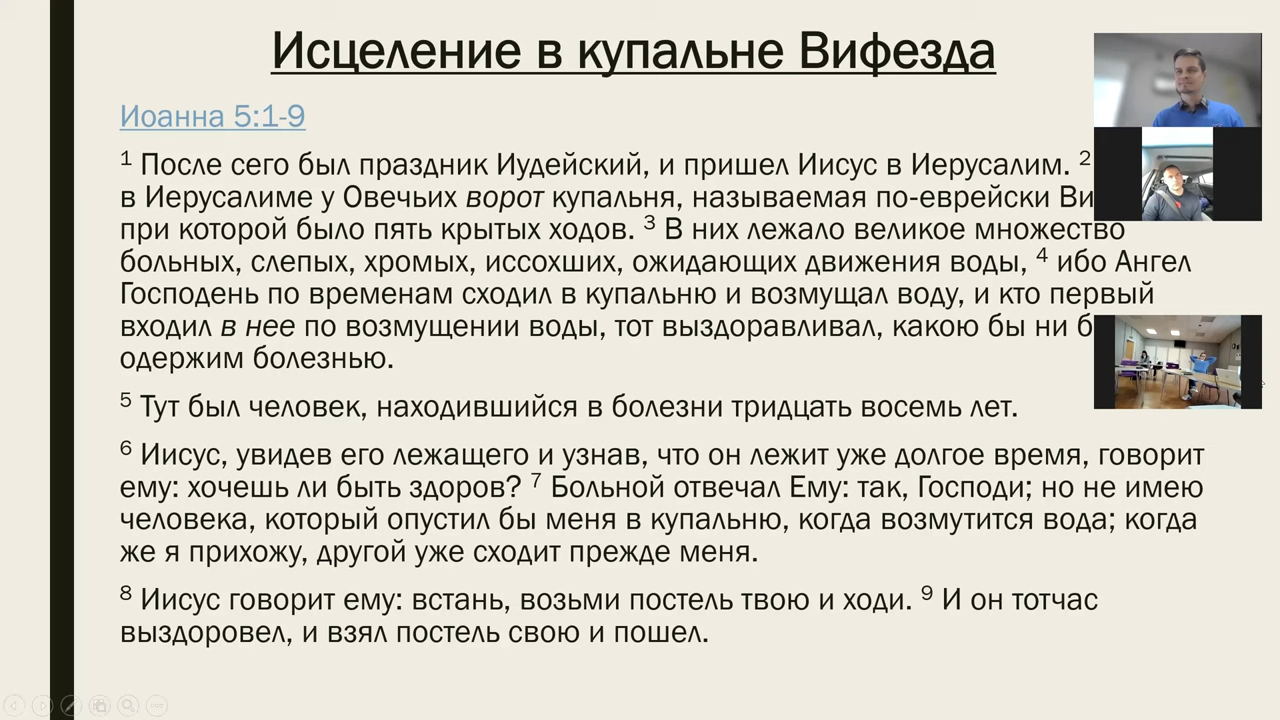 Исцеление в купальне Вифезда
Иоанна 5:1-9
1 После сего был праздник Иудейский, и пришел Иисус в Иерусалим. 2
в Иерусалиме у Овечьих ворот купальня, называемая по-еврейски
при которой было пять крытых ходов. 3 В них лежало великое множество
больных, слепых, хромых, иссохших, ожидающих движения воды, 4 ибо Ангел
Господень по временам сходил в купальню и возмущал воду, и кто первый
входил в нее по возмущении воды, тот выздоравливал, какою бы ни
одержим болезнью.
5 Тут был человек, находившийся в болезни тридцать восемь лет.
6 Иисус, увидев его лежащего и узнав, что он лежит уже долгое время, говорит
ему: хочешь ли быть здоров? 7 Больной отвечал Ему: так, Господи; но не имею
человека, который опустил бы меня в купальню, когда возмутится вода; когда
же я прихожу, другой уже сходит прежде меня.
8 Иисус говорит ему: встань, возьми постель твою и ходи. 9 И он тотчас
выздоровел, и взял постель свою и пошел.